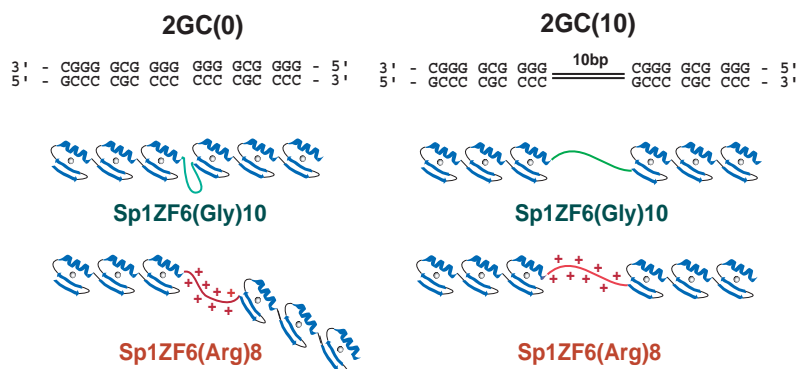 2GC(0)
3' - CGGG GCG GGG GGG GCG GGG - 5'
5' - GCCC CGC CCC CCC CGC CCC - 3'
Sp1ZF6(Gly)10
+ + + + + + + + +
Sp1ZF6(Arg)8
2GC(10)
10bp
3' - CGGG GCG GGG CGGG GCG GGG - 5'
5' - GCCC CGC CCC GCCC CGC CCC - 3'
Sp1ZF6(Gly)10
+ + + + + + + +
Sp1ZF6(Arg)8